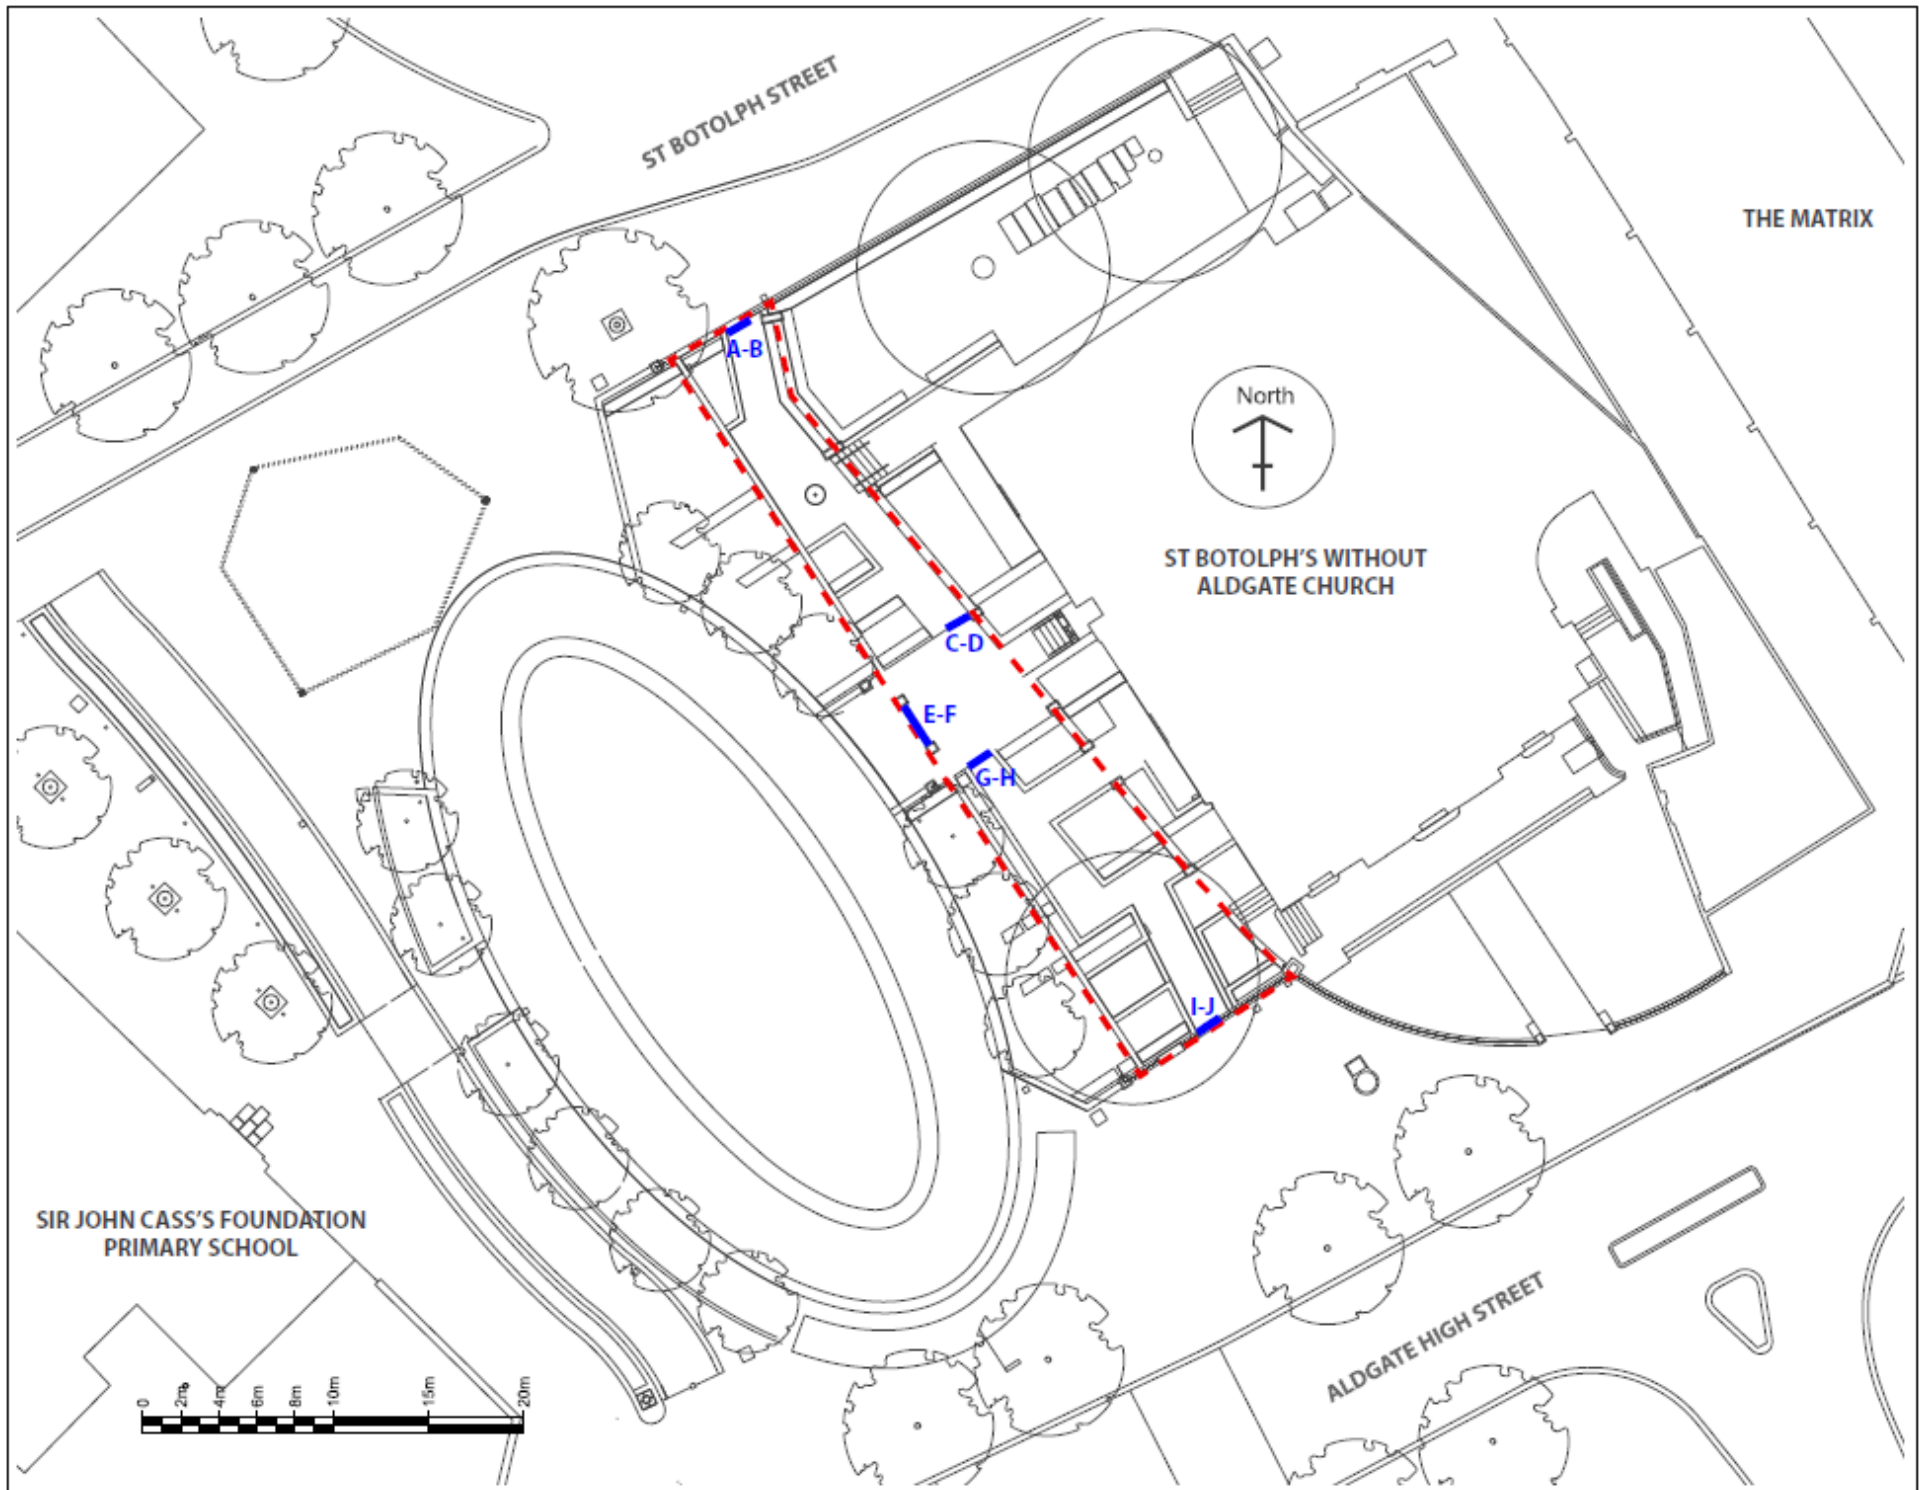 ST BOTOLPH STREET
THE MATRIX
A-B
North
ST BOTOLPH'S WITHOUT
ALDGATE CHURCH
C-D
E-F
G-H
I-J
SIR JOHN CASS'S FOUNDATION
PRIMARY SCHOOL
ALDGATE HIGH STREET
0 2m 4m 6m 8m 10m 15m 20m